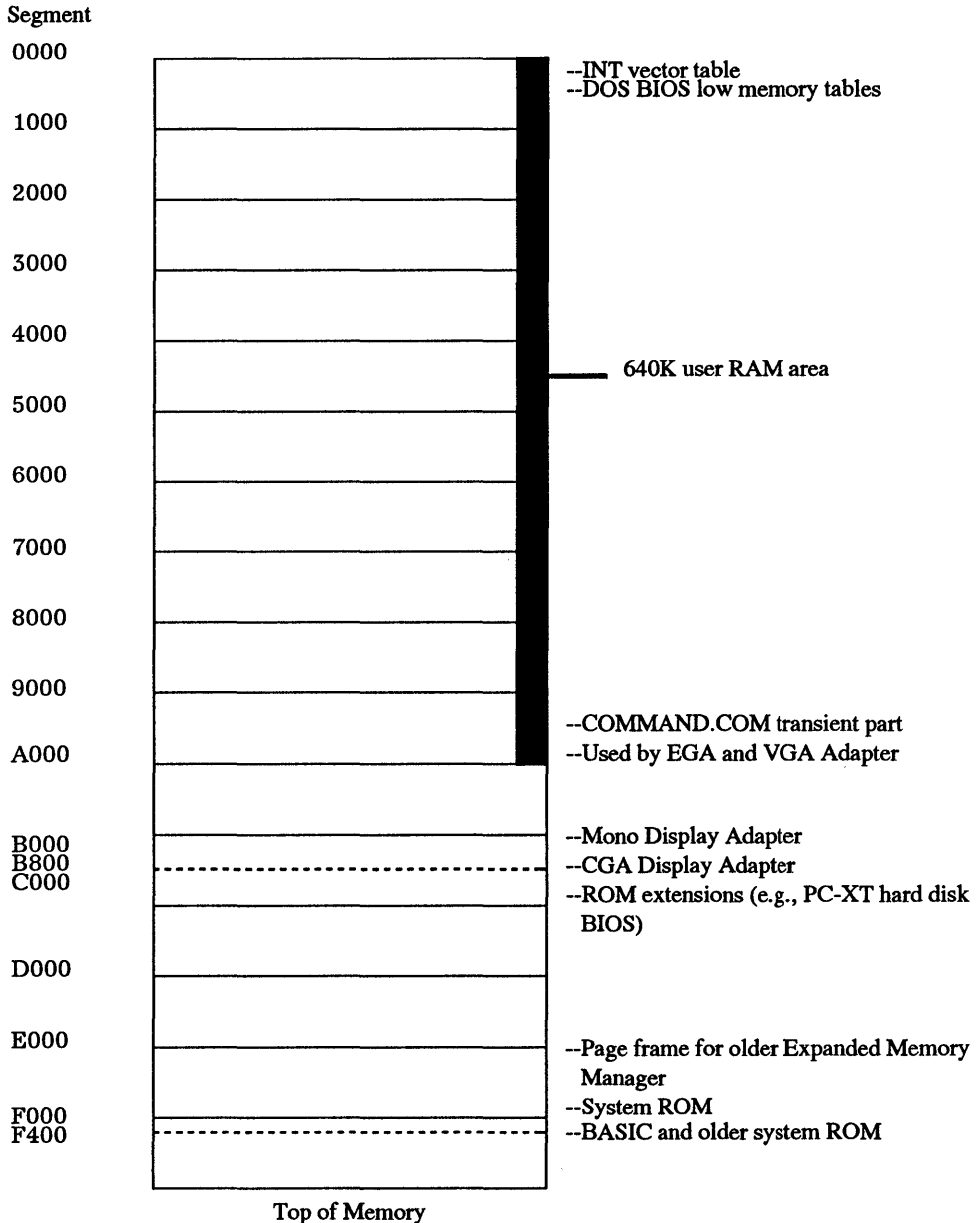 Segment
0000
--INT vector table
--DOS BIOS low memory tables
1000
2000
3000
4000
640K user RAM area
5000
6000
7000
8000
9000
--COMMAND.COM transient part
A000
--Used by EGA and VGA Adapter
--Mono Display Adapter
B000
B800
--CGA Display Adapter
C000
--ROM extensions (e.g., PC-XT hard disk
BIOS)
D000
E000
--Page frame for older Expanded Memory
Manager
--System ROM
F000
F400
--BASIC and older system ROM
Top of Memory